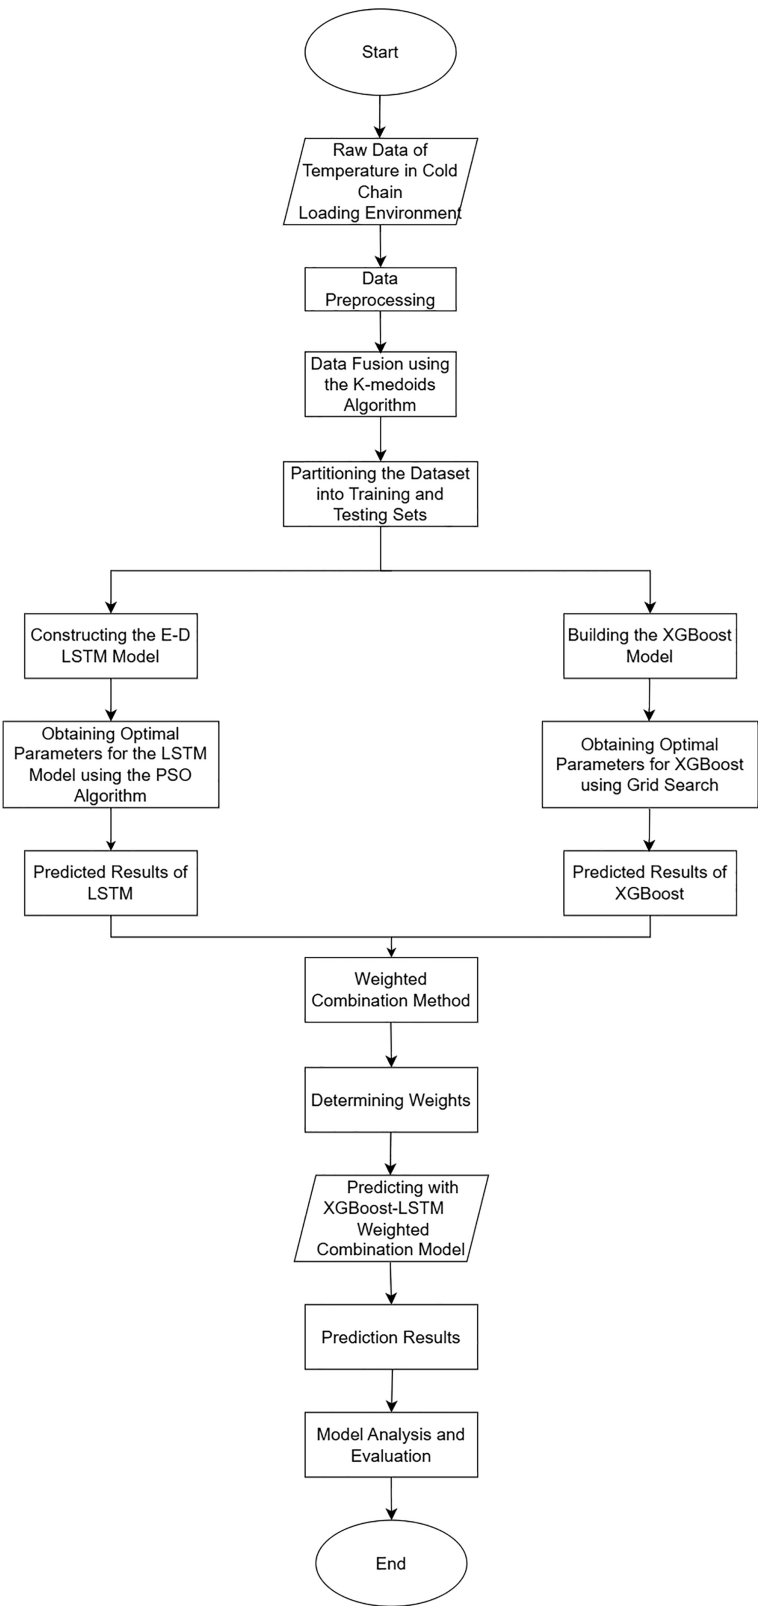 Start
Raw Data of
Temperature in Cold
Chain
Loading Environment
Data
Preprocessing
Data Fusion using
the K-medoids
Algorithm
Partitioning the Dataset
into Training and
Testing Sets
Constructing the E-D
LSTM Model
Building the XGBoost
Model
Obtaining Optimal
Parameters for the LSTM
Model using the PSO
Algorithm
Obtaining Optimal
Parameters for XGBoost
using Grid Search
Predicted Results of
LSTM
Predicted Results of
XGBoost
Weighted
Combination Method
Determining Weights
Predicting with
XGBoost-LSTM
Weighted
Combination Model
Prediction Results
Model Analysis and
Evaluation
End